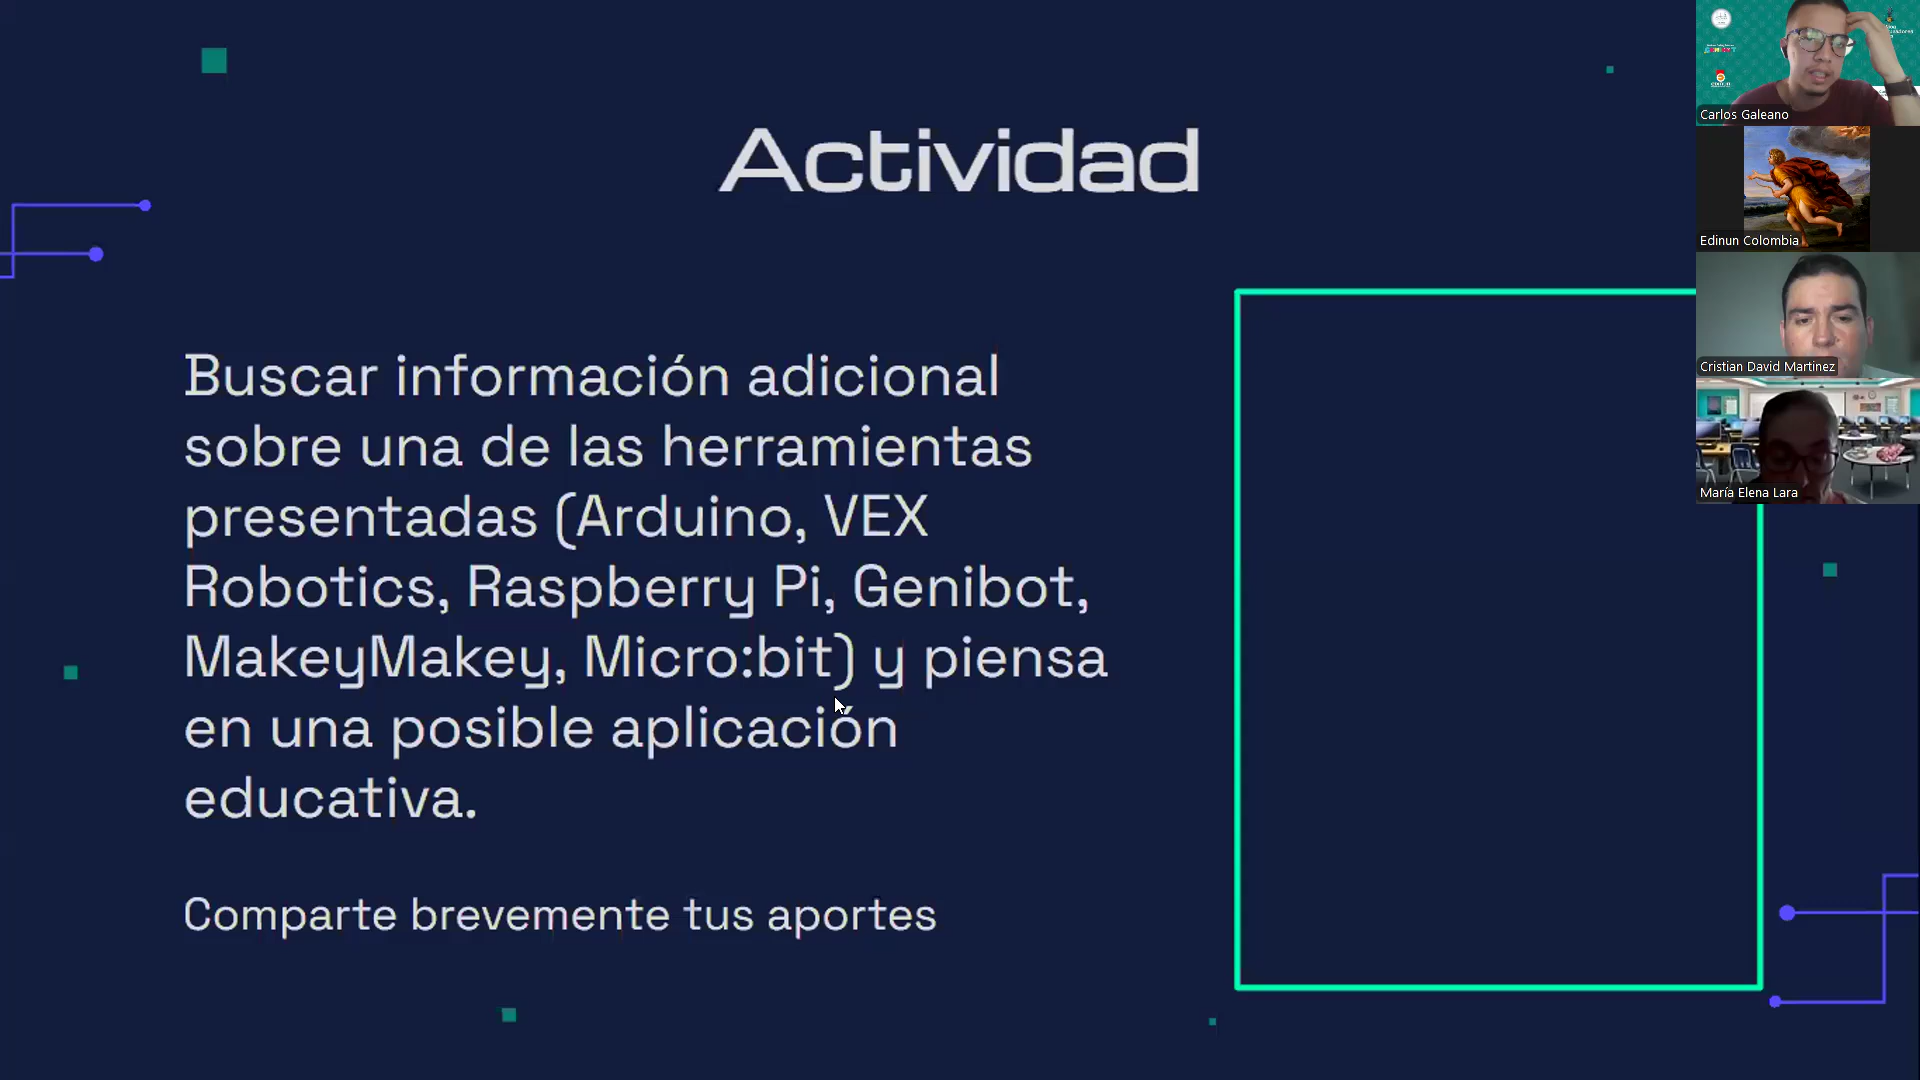 Actividad
Buscar información adicional
sobre una de las herramientas
presentadas (Arduino, VEX
Robotics, Raspberry Pi, Genibot,
MakeyMakey, Micro:bit) y piensa
en una posible aplicación
educativa.
Comparte brevemente tus aportes
Carlos Galeano
Edinun Colombia
Cristian David Martinez
María Elena Lara